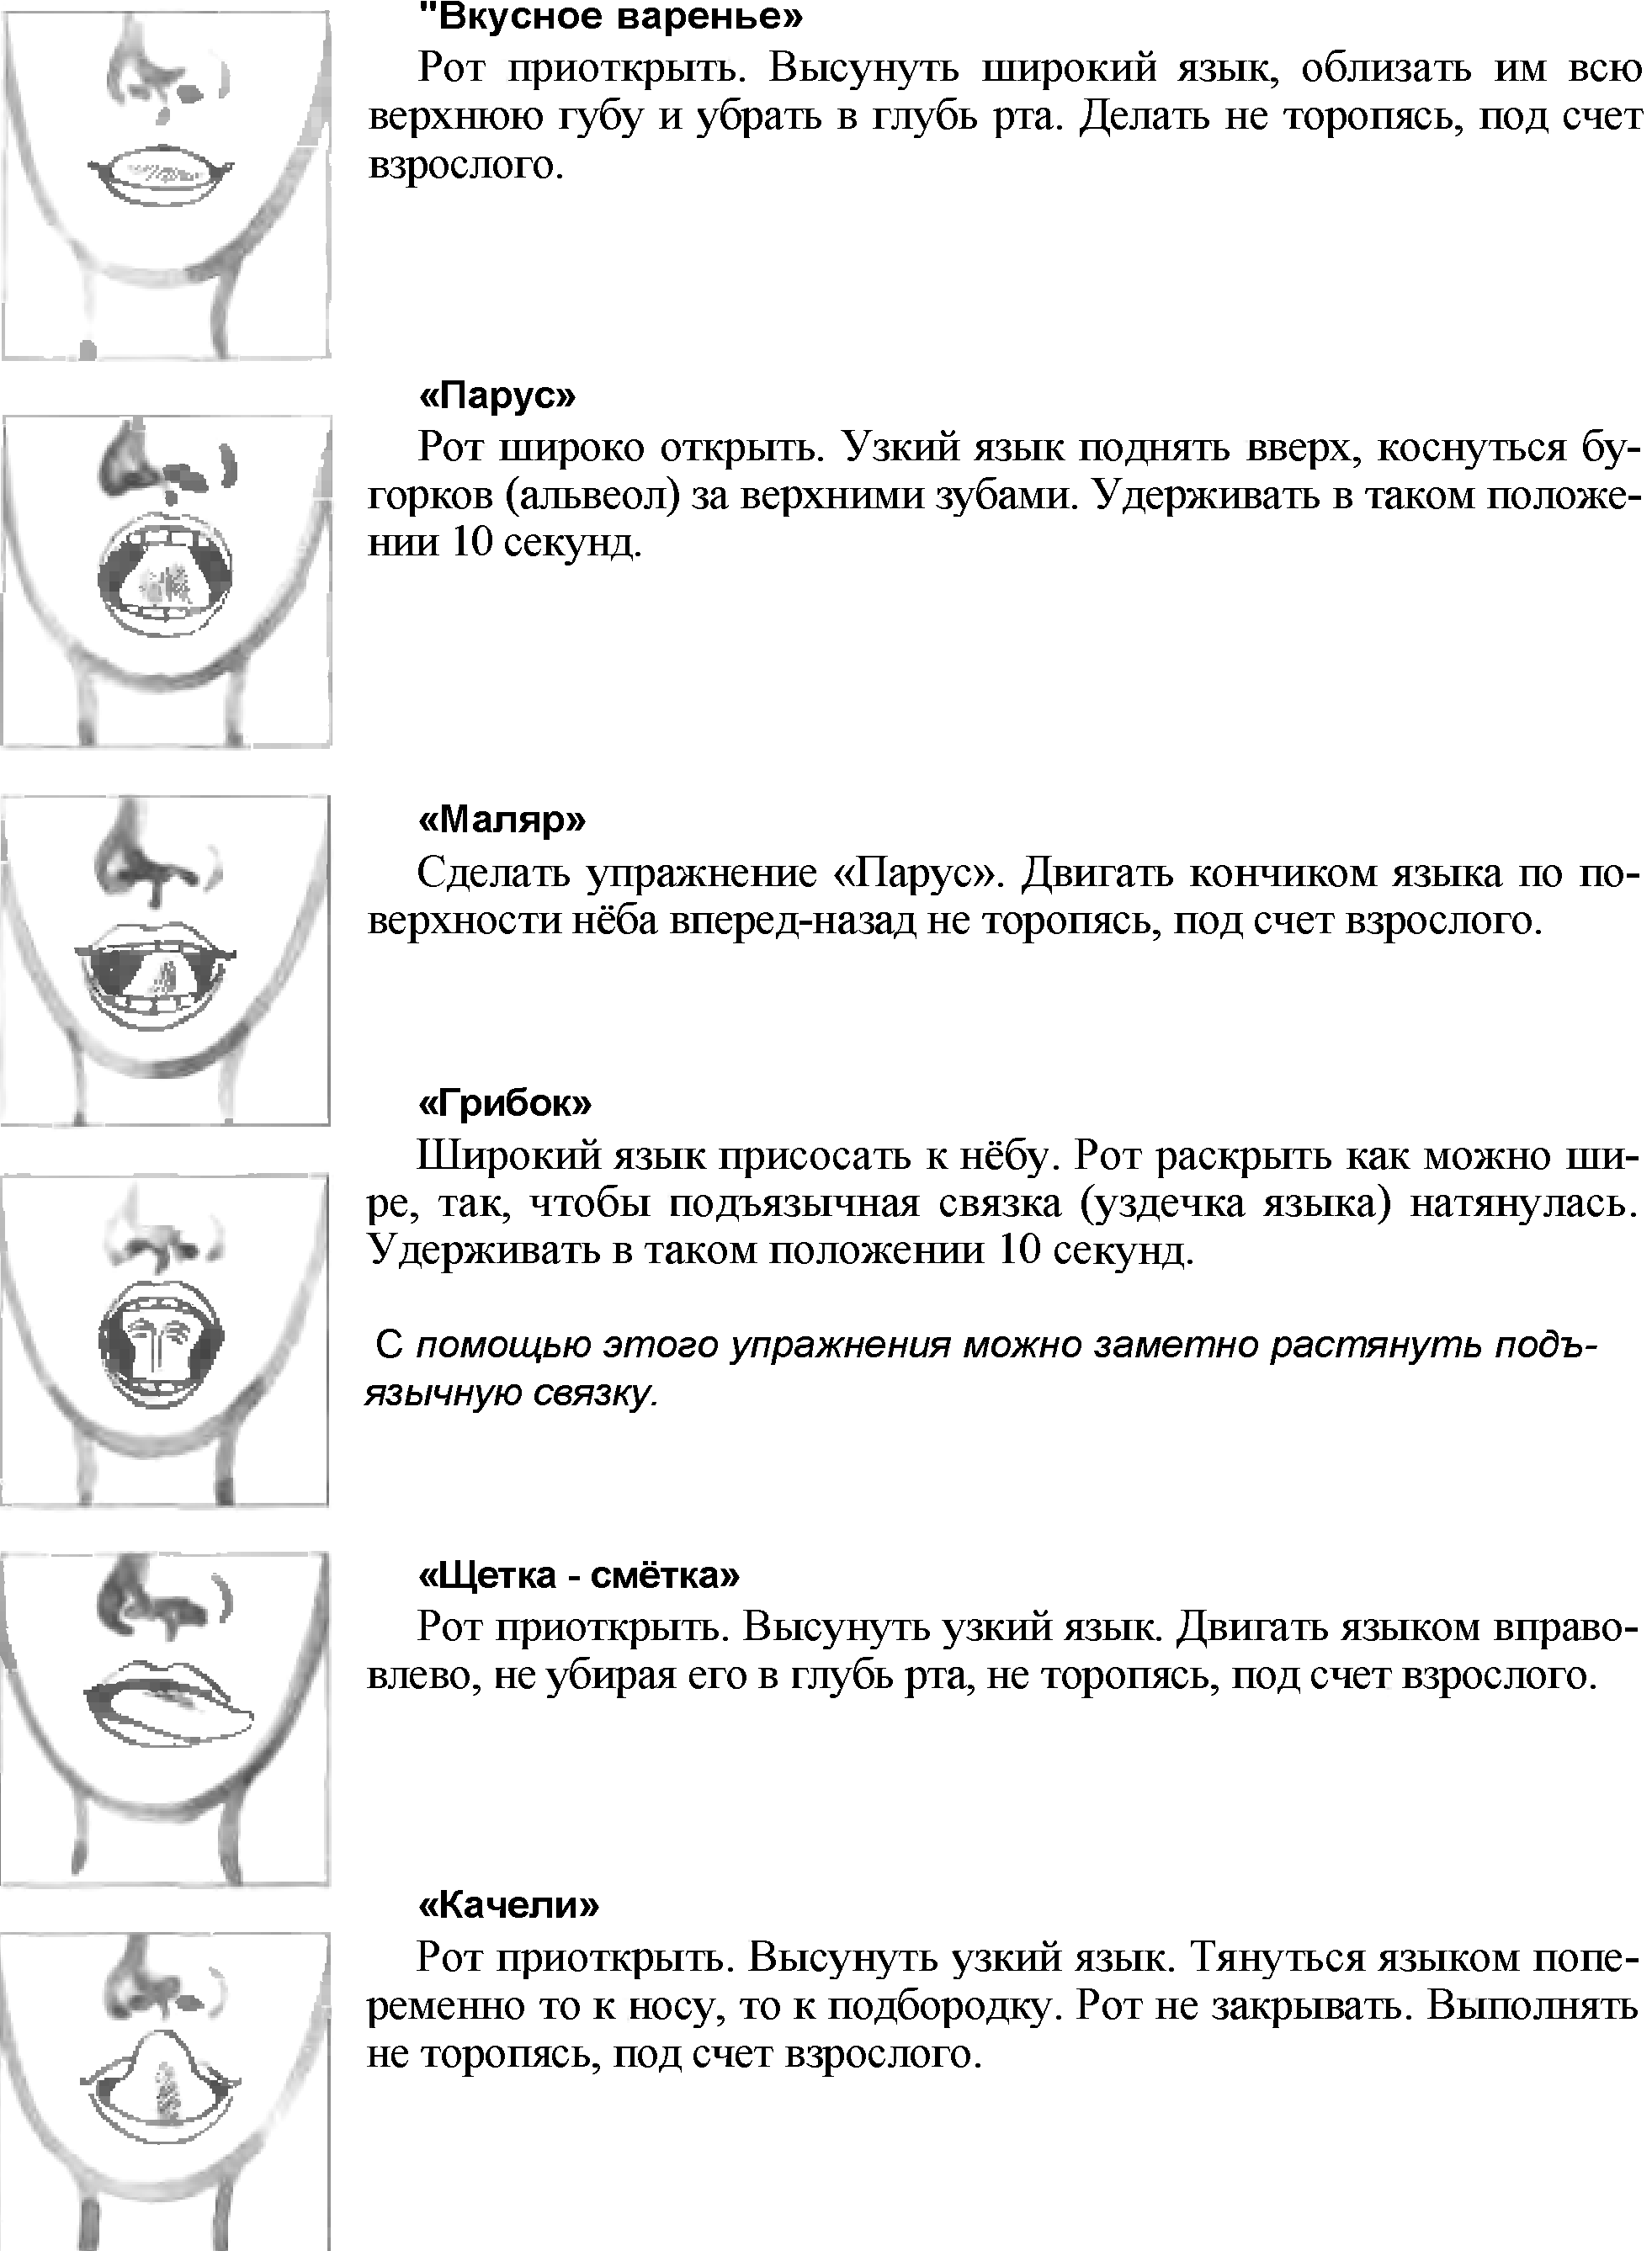 "Вкусное варенье»
Рот приоткрыть. Высунуть широкий язык, облизать им всю
верхнюю губу и убрать в глубь рта. Делать не торопясь, под счет
взрослого.
«Парус»
Рот широко открыть. Узкий язык поднять вверх, коснуться бу-
горков (альвеол) за верхними зубами. Удерживать в таком положе-
нии 10 секунд.
«Маляр»
Сделать упражнение «Парус». Двигать кончиком языка по по-
верхности нёба вперед-назад не торопясь, под счет взрослого.
«Грибок»
Широкий язык присосать к нёбу. Рот раскрыть как можно ши-
ре, так, чтобы подъязычная связка (уздечка языка) натянулась.
Удерживать в таком положении 10 секунд.
С помощью этого упражнения можно заметно растянуть подъ-
язычную связку.
«Щетка - смётка»
Рот приоткрыть. Высунуть узкий язык. Двигать языком вправо-
влево, не убирая его в глубь рта, не торопясь, под счет взрослого.
«Качели»
Рот приоткрыть. Высунуть узкий язык. Тянуться языком попе-
ременно то к носу, то к подбородку. Рот не закрывать. Выполнять
не торопясь, под счет взрослого.